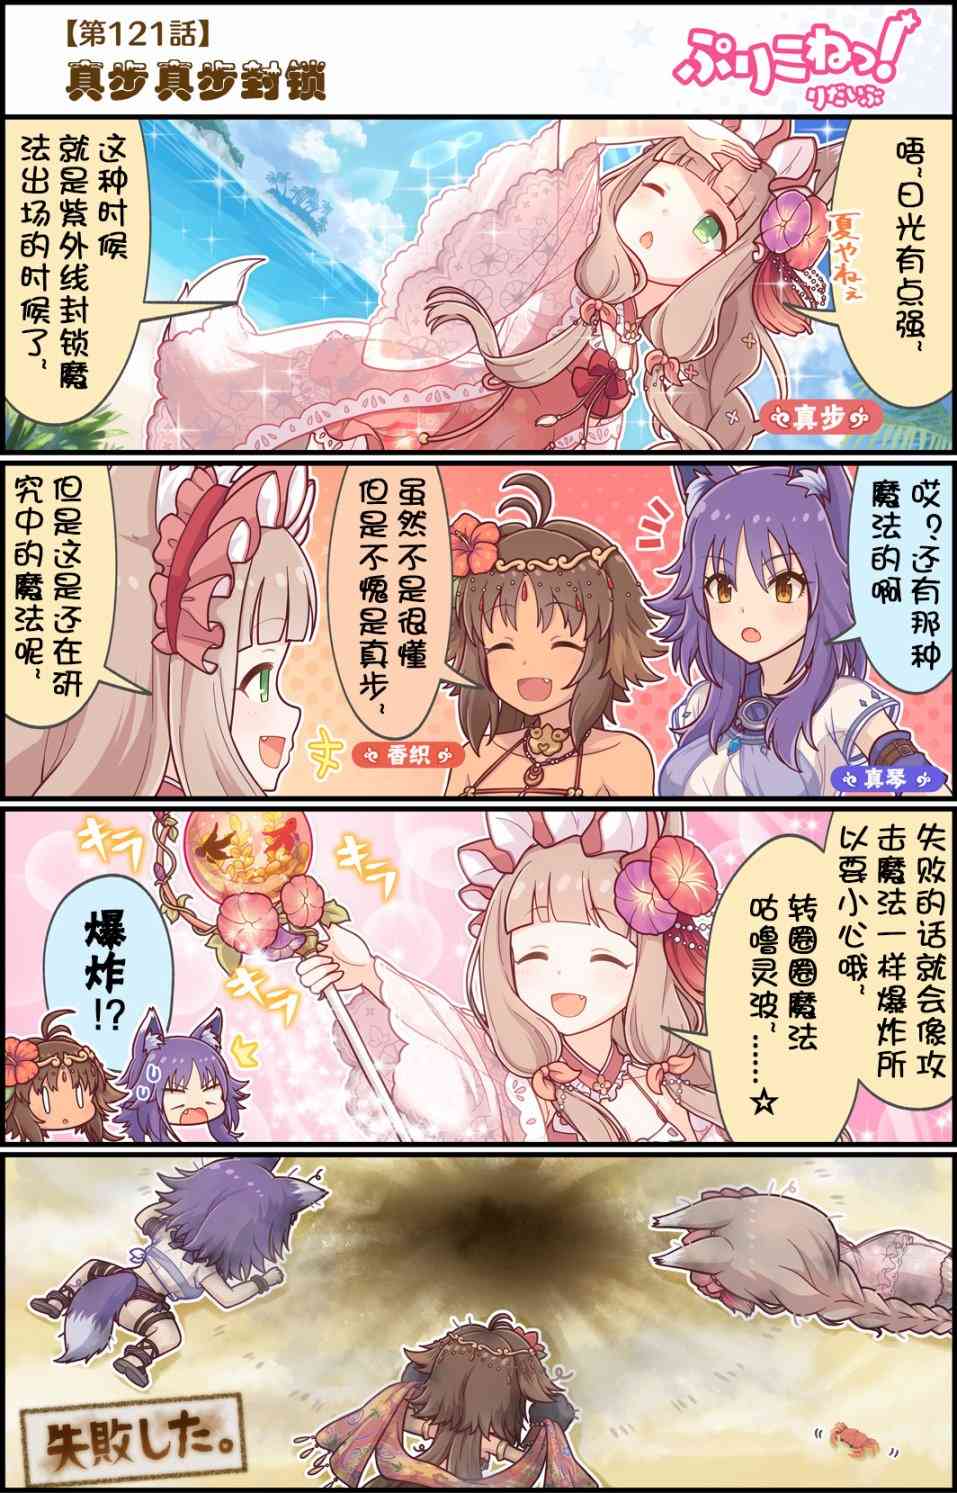 【第121話】
真步真步封锁
ぷりこねっ!
りだいぶ
唔~日光有点强~
夏やねぇ
这种时候
就是紫外线封锁魔
法出场的时候了~
真步
哎?还有那种
魔法的啊
虽然不是很懂
但是不愧是真步~
但是这是还在研
究中的魔法呢~
香织
真琴
失败的话就会像攻
击魔法一样爆炸所
以要小心哦~
转圈圈魔法
咕噜灵波~……☆
キラ
キラ
キラ
爆炸!?
失敗した。